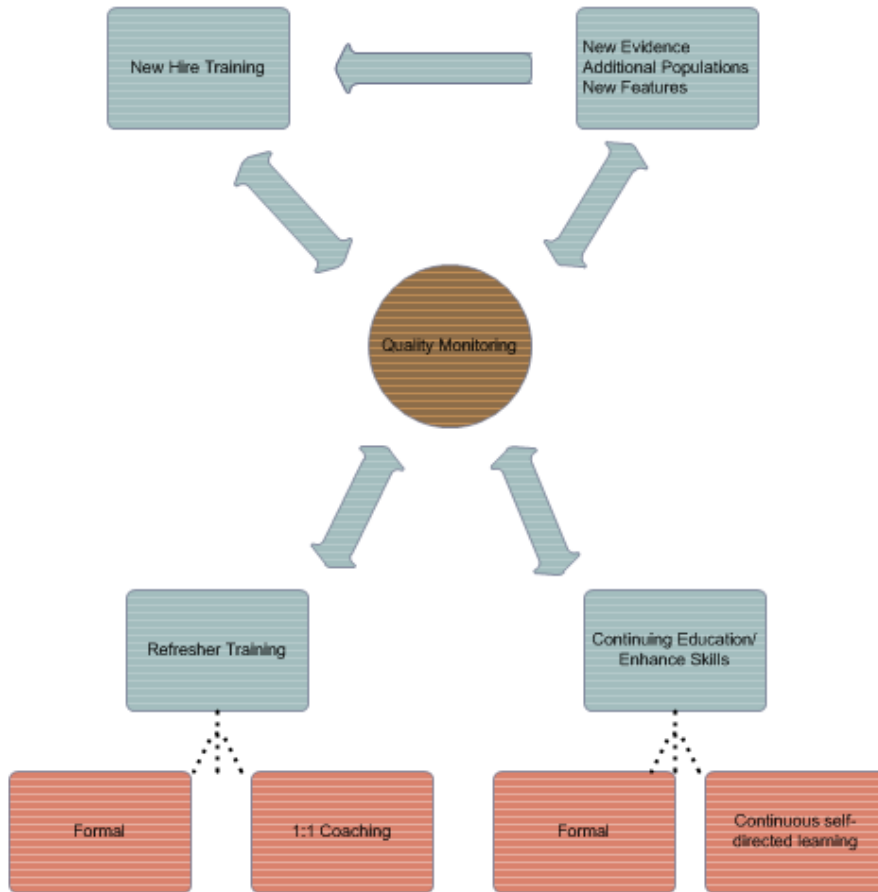 New Hire Training
New Evidence
Additional Populations
New Features
Quality Monitoring
Refresher Training
Continuing Education/
Enhance Skills
Formal
1:1 Coaching
Formal
Continuous self-
directed learning